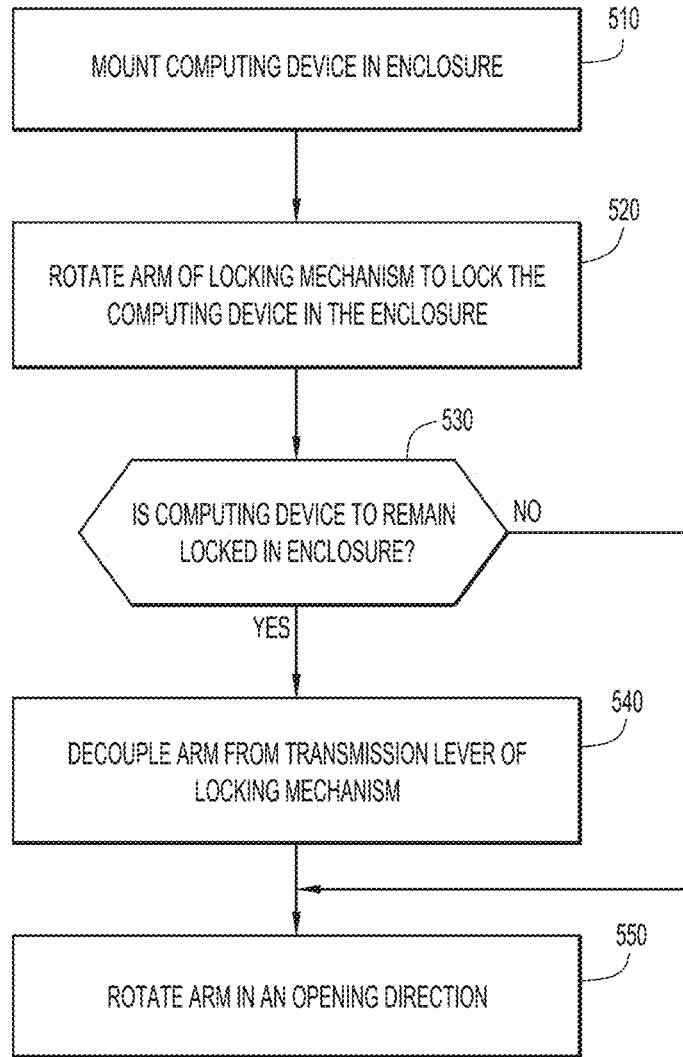 510
MOUNT COMPUTING DEVICE IN ENCLOSURE
520
ROTATE ARM OF LOCKING MECHANISM TO LOCK THE
COMPUTING DEVICE IN THE ENCLOSURE
530
IS COMPUTING DEVICE TO REMAIN
LOCKED IN ENCLOSURE?
NO
YES
540
DECOUPLE ARM FROM TRANSMISSION LEVER OF
LOCKING MECHANISM
550
ROTATE ARM IN AN OPENING DIRECTION